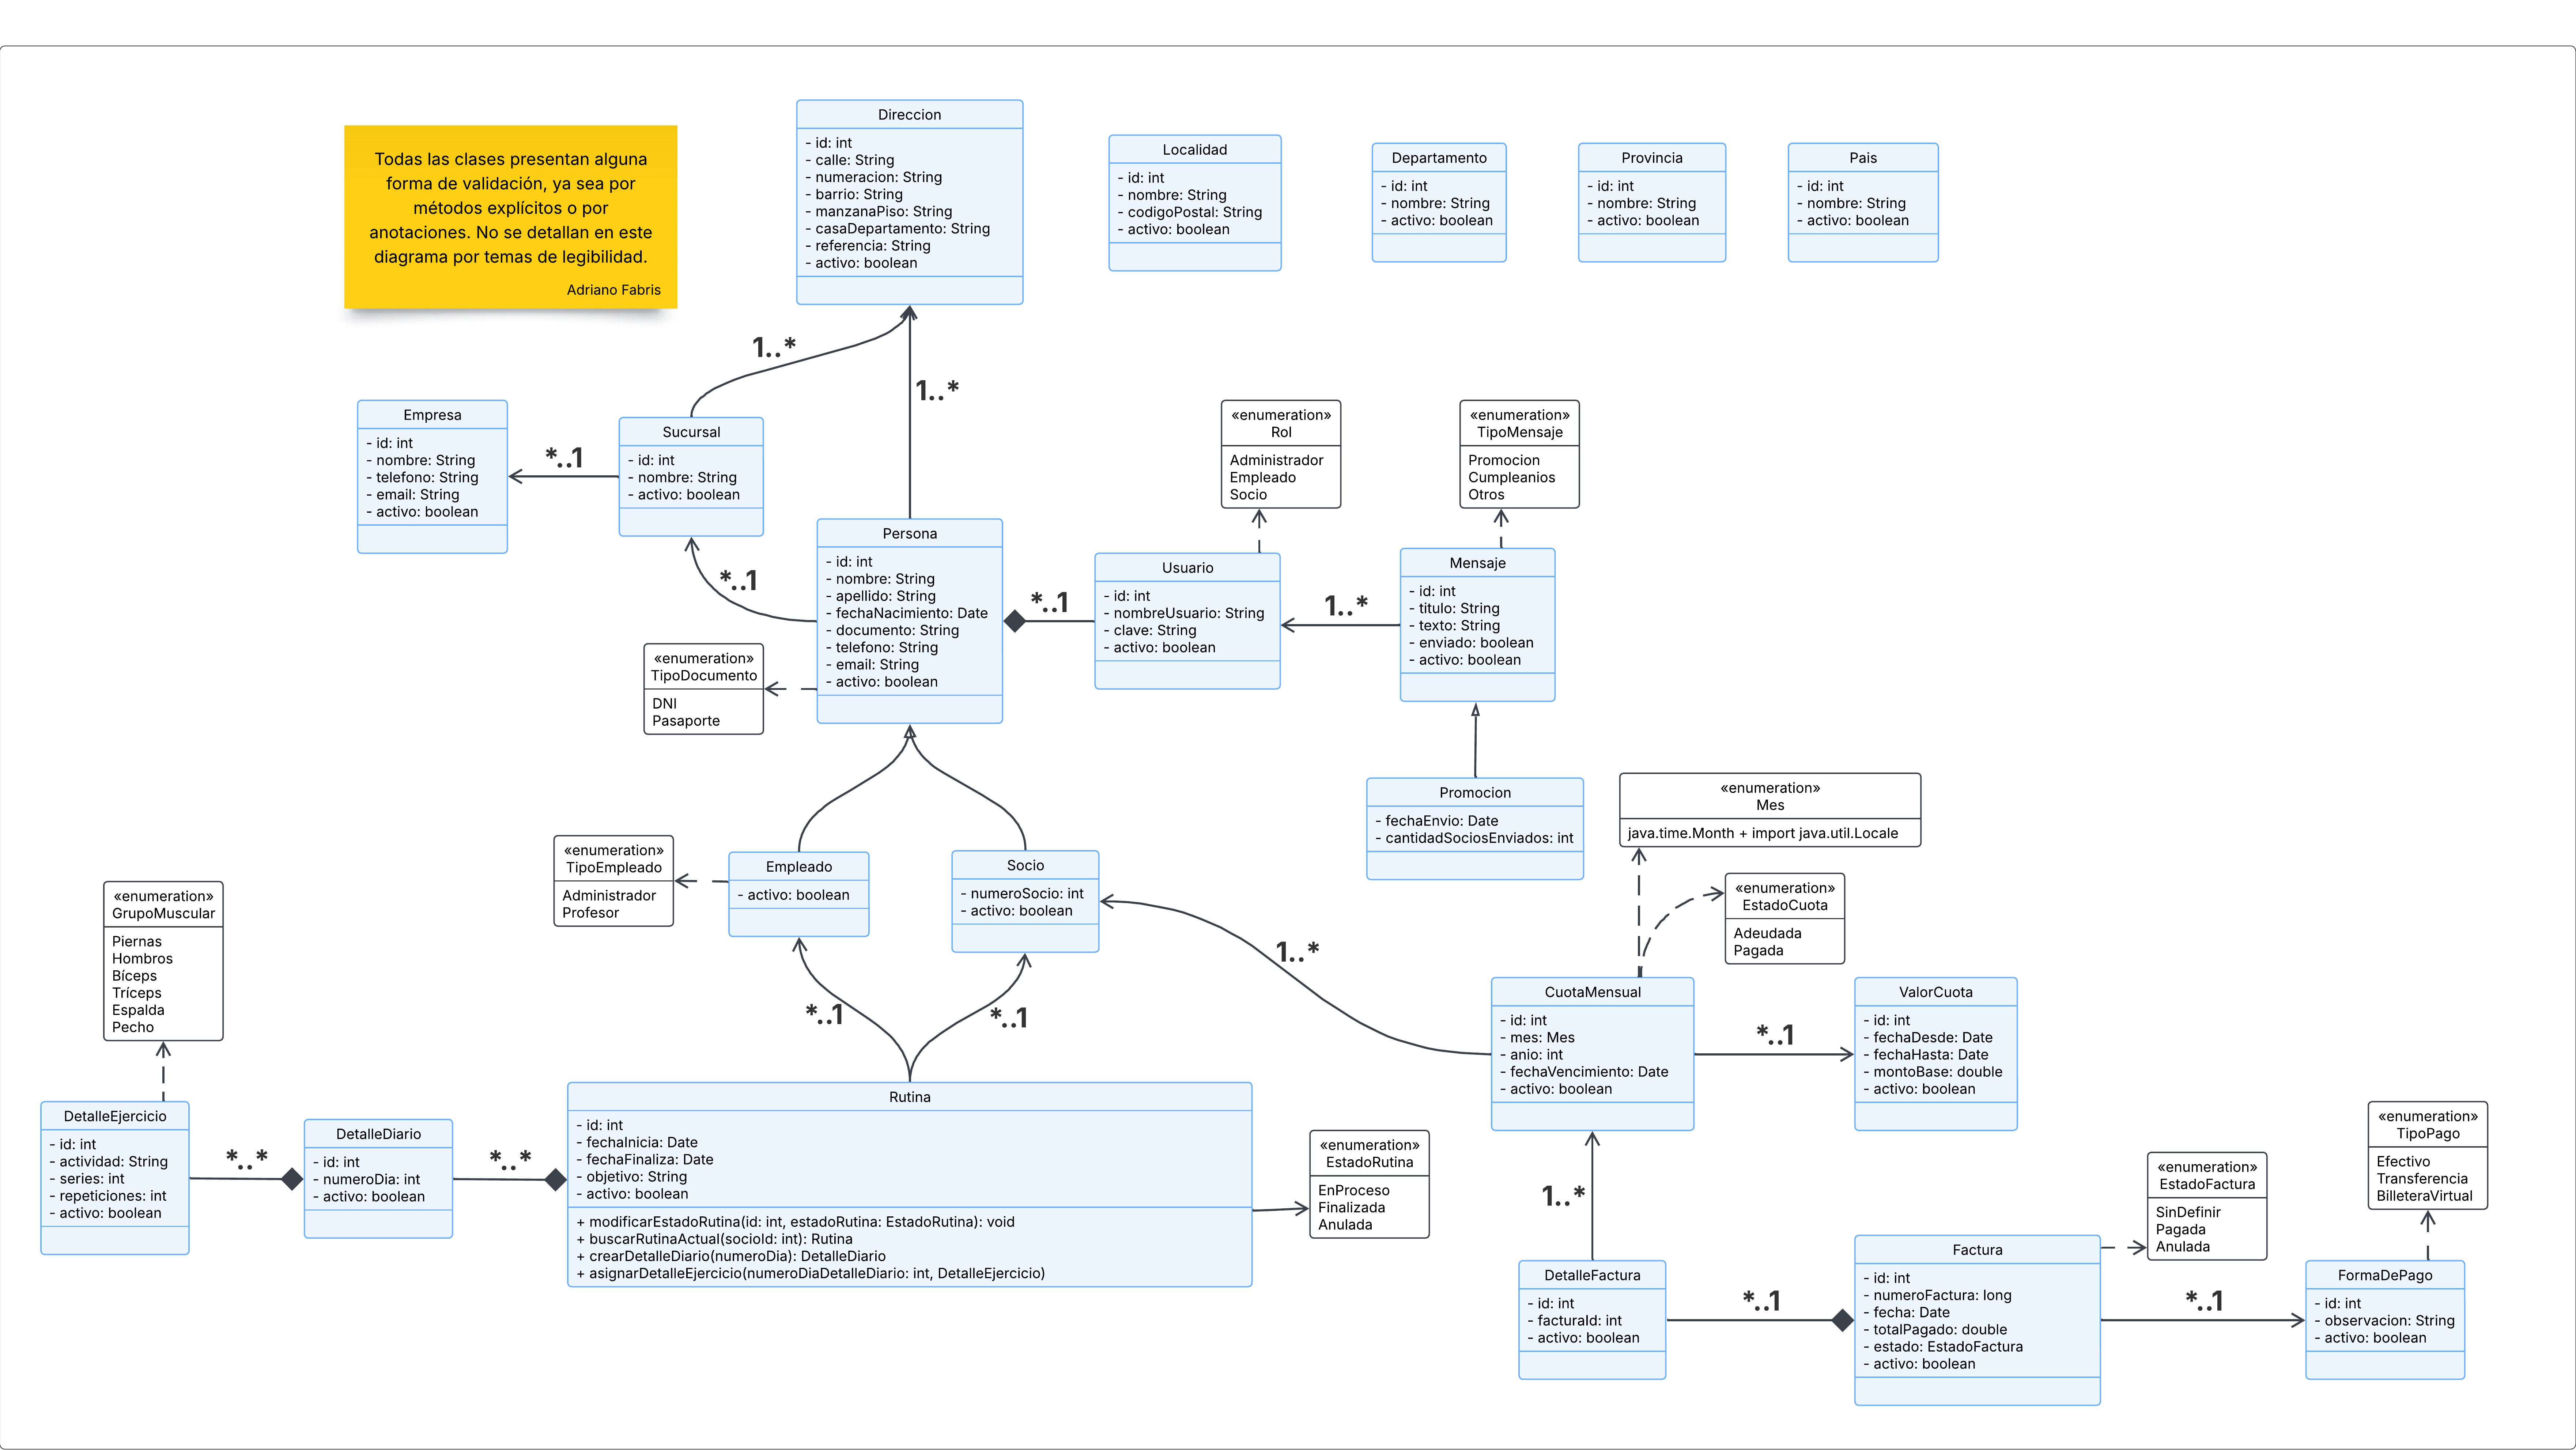 Todas las clases presentan alguna
forma de validación, ya sea por
métodos explícitos o por
anotaciones. No se detallan en este
diagrama por temas de legibilidad.
Adriano Fabris
Direccion
- id: int
- calle: String
- numeracion: String
- barrio: String
- manzanaPiso: String
- casaDepartamento: String
- referencia: String
- activo: boolean
Localidad
- id: int
- nombre: String
- codigoPostal: String
- activo: boolean
Departamento
- id: int
- nombre: String
- activo: boolean
Provincia
- id: int
- nombre: String
- activo: boolean
Pais
- id: int
- nombre: String
- activo: boolean
1..*
1..*
Empresa
- id: int
- nombre: String
- telefono: String
- email: String
- activo: boolean
*..1
Sucursal
- id: int
- nombre: String
- activo: boolean
*..1
«enumeration»
Rol
Administrador
Empleado
Socio
«enumeration»
TipoMensaje
Promocion
Cumpleanios
Otros
Persona
- id: int
- nombre: String
- apellido: String
- fechaNacimiento: Date
- documento: String
- telefono: String
- email: String
- activo: boolean
*..1
Usuario
- id: int
- nombreUsuario: String
- clave: String
- activo: boolean
1..*
Mensaje
- id: int
- titulo: String
- texto: String
- enviado: boolean
- activo: boolean
«enumeration»
TipoDocumento
DNI
Pasaporte
Promocion
- fechaEnvio: Date
- cantidadSociosEnviados: int
«enumeration»
Mes
java.time.Month + import java.util.Locale
«enumeration»
TipoEmpleado
Administrador
Profesor
Empleado
- activo: boolean
Socio
- numeroSocio: int
- activo: boolean
«enumeration»
EstadoCuota
Adeudada
Pagada
«enumeration»
GrupoMuscular
Piernas
Hombros
Bíceps
Tríceps
Espalda
Pecho
1..*
*..1
*..1
CuotaMensual
- id: int
- mes: Mes
- anio: int
- fechaVencimiento: Date
- activo: boolean
*..1
ValorCuota
- id: int
- fechaDesde: Date
- fechaHasta: Date
- montoBase: double
- activo: boolean
DetalleEjercicio
- id: int
- actividad: String
- series: int
- repeticiones: int
- activo: boolean
*..*
DetalleDiario
- id: int
- numeroDia: int
- activo: boolean
*..*
Rutina
- id: int
- fechaInicia: Date
- fechaFinaliza: Date
- objetivo: String
- activo: boolean
+ modificarEstadoRutina(id: int, estadoRutina: EstadoRutina): void
+ buscarRutinaActual(socioId: int): Rutina
+ crearDetalleDiario(numeroDia): DetalleDiario
+ asignarDetalleEjercicio(numeroDiaDetalleDiario: int, DetalleEjercicio)
«enumeration»
EstadoRutina
EnProceso
Finalizada
Anulada
1..*
«enumeration»
EstadoFactura
SinDefinir
Pagada
Anulada
«enumeration»
TipoPago
Efectivo
Transferencia
BilleteraVirtual
DetalleFactura
- id: int
- facturaId: int
- activo: boolean
*..1
Factura
- id: int
- numeroFactura: long
- fecha: Date
- totalPagado: double
- estado: EstadoFactura
- activo: boolean
*..1
FormaDePago
- id: int
- observacion: String
- activo: boolean